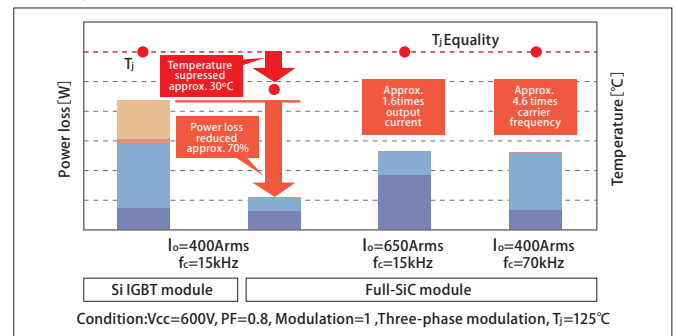 Tj Equality
Tj
Temperature
supressed
approx. 30ºC
Approx.
1.6times
output
current
Approx.
4.6 times
carrier
frequency
Power loss
reduced
approx. 70%
Power loss [W]
Temperature [℃]
Io=400Arms
fc=15kHz
Io=650Arms
fc=15kHz
Io=400Arms
fc=70kHz
Si IGBT module
Full-SiC module
Condition:Vcc=600V, PF=0.8, Modulation=1 ,Three-phase modulation, Tj=125℃